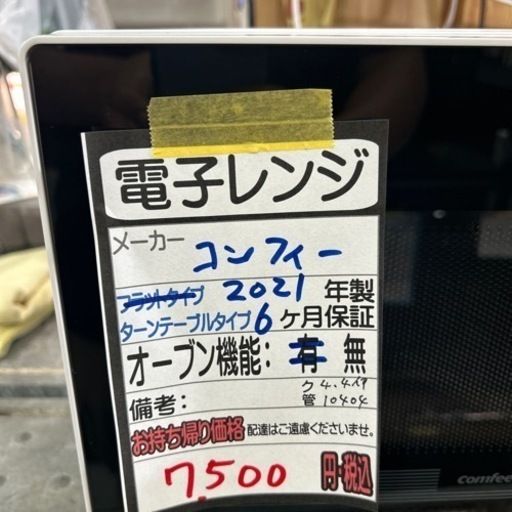 電子レンジ
メーカー コンフィー
フラットタイプ 2021 年製
ターンテーブルタイプ 6ヶ月保証
オーブン機能: 有 無
備考:
管 10404
お持ち帰り価格 配達はご遠慮くださいませ。
7,500 円・税込
comfee